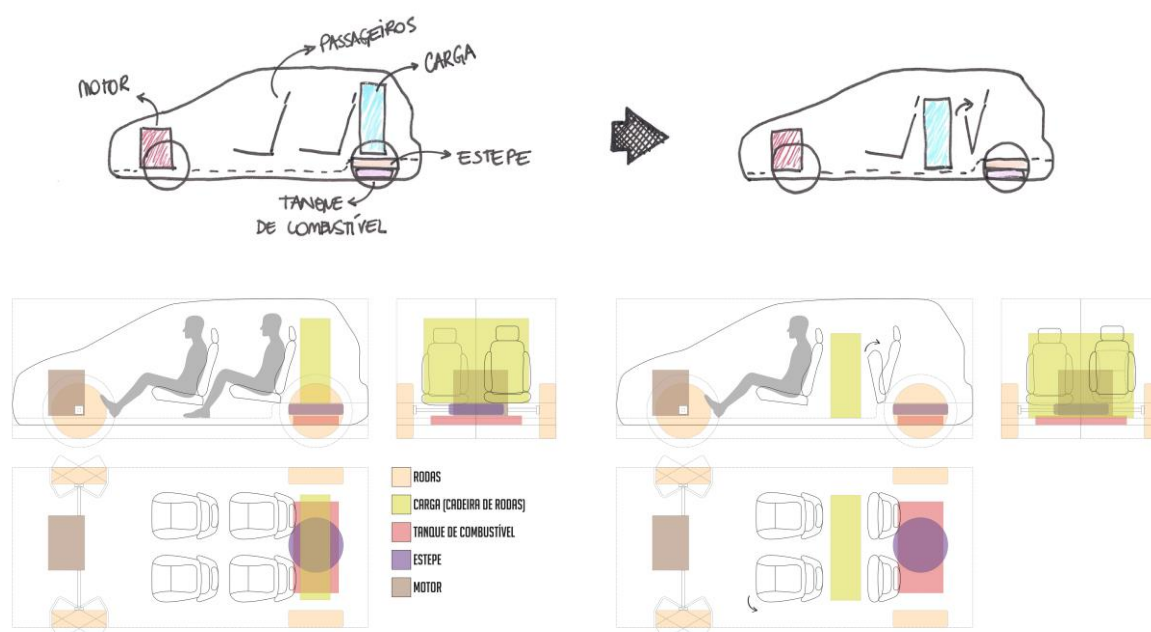 PASSAGEIROS
CARGA
MOTOR
ESTEPE
TANQUE
DE COMBUSTÍVEL
RODAS
CARGA (CADEIRA DE RODAS)
TANQUE DE COMBUSTÍVEL
ESTEPE
MOTOR